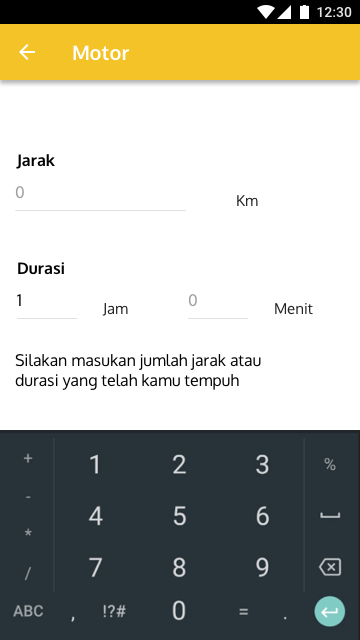 12:30
Motor
Jarak
0 Km
Durasi
1 Jam 0 Menit
Silakan masukan jumlah jarak atau
durasi yang telah kamu tempuh
+ 1 2 3 %
- 4 5 6
* 7 8 9
/
ABC , !?# 0 = .